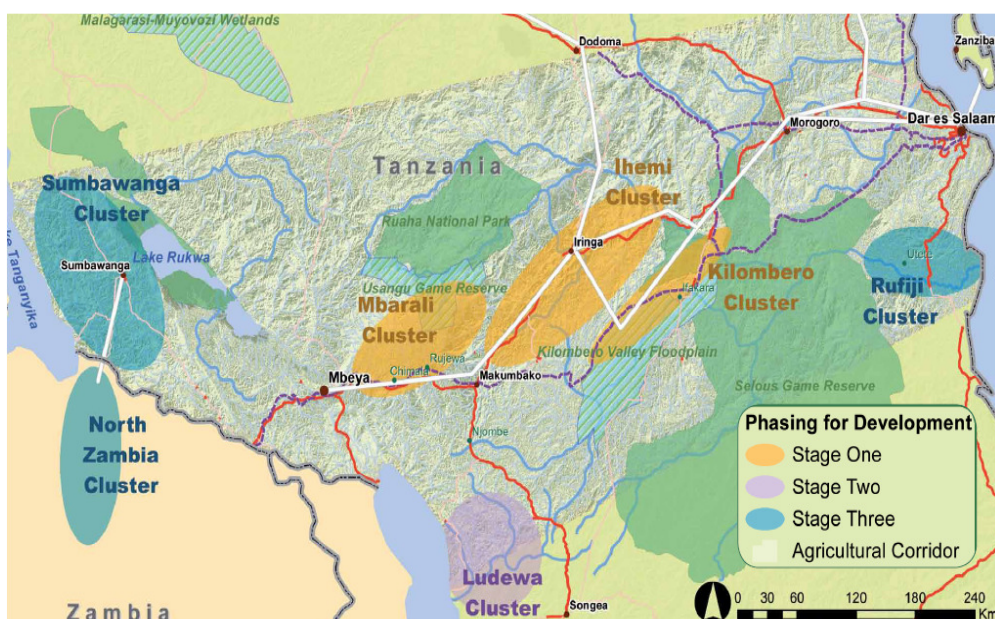 Malagarasi-Muyovozi Wetlands
Dodoma
Zanziba
Morogoro
Dar es Salaam
Tanzania
Ihemi
Cluster
Sumbawanga
Cluster
Ruaha National Park
Iringa
Lake Rukwa
Sumbawanga
ke Tanganyika
Usangu Game Reserve
Kilombero
Cluster
Ifakara
Utete
Rufiji
Cluster
Mbarali
Cluster
Kilombero Valley Floodplain
Rujewa
Chimala
Mbeya
Makumbako
Selous Game Reserve
North
Zambia
Cluster
Njombe
Phasing for Development
Stage One
Stage Two
Stage Three
Agricultural Corridor
Ludewa
Cluster
Songea
Zambia
0 30 60 120 180 240
Km